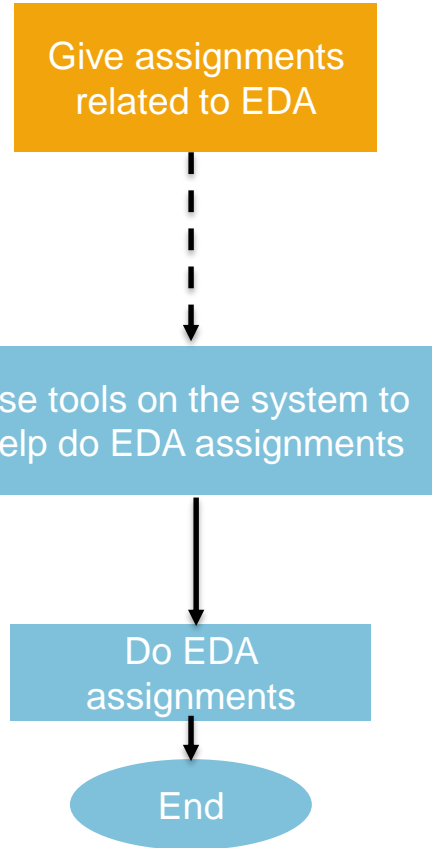 Give assignments
related to EDA
se tools on the system to
elp do EDA assignments
Do EDA
assignments
End